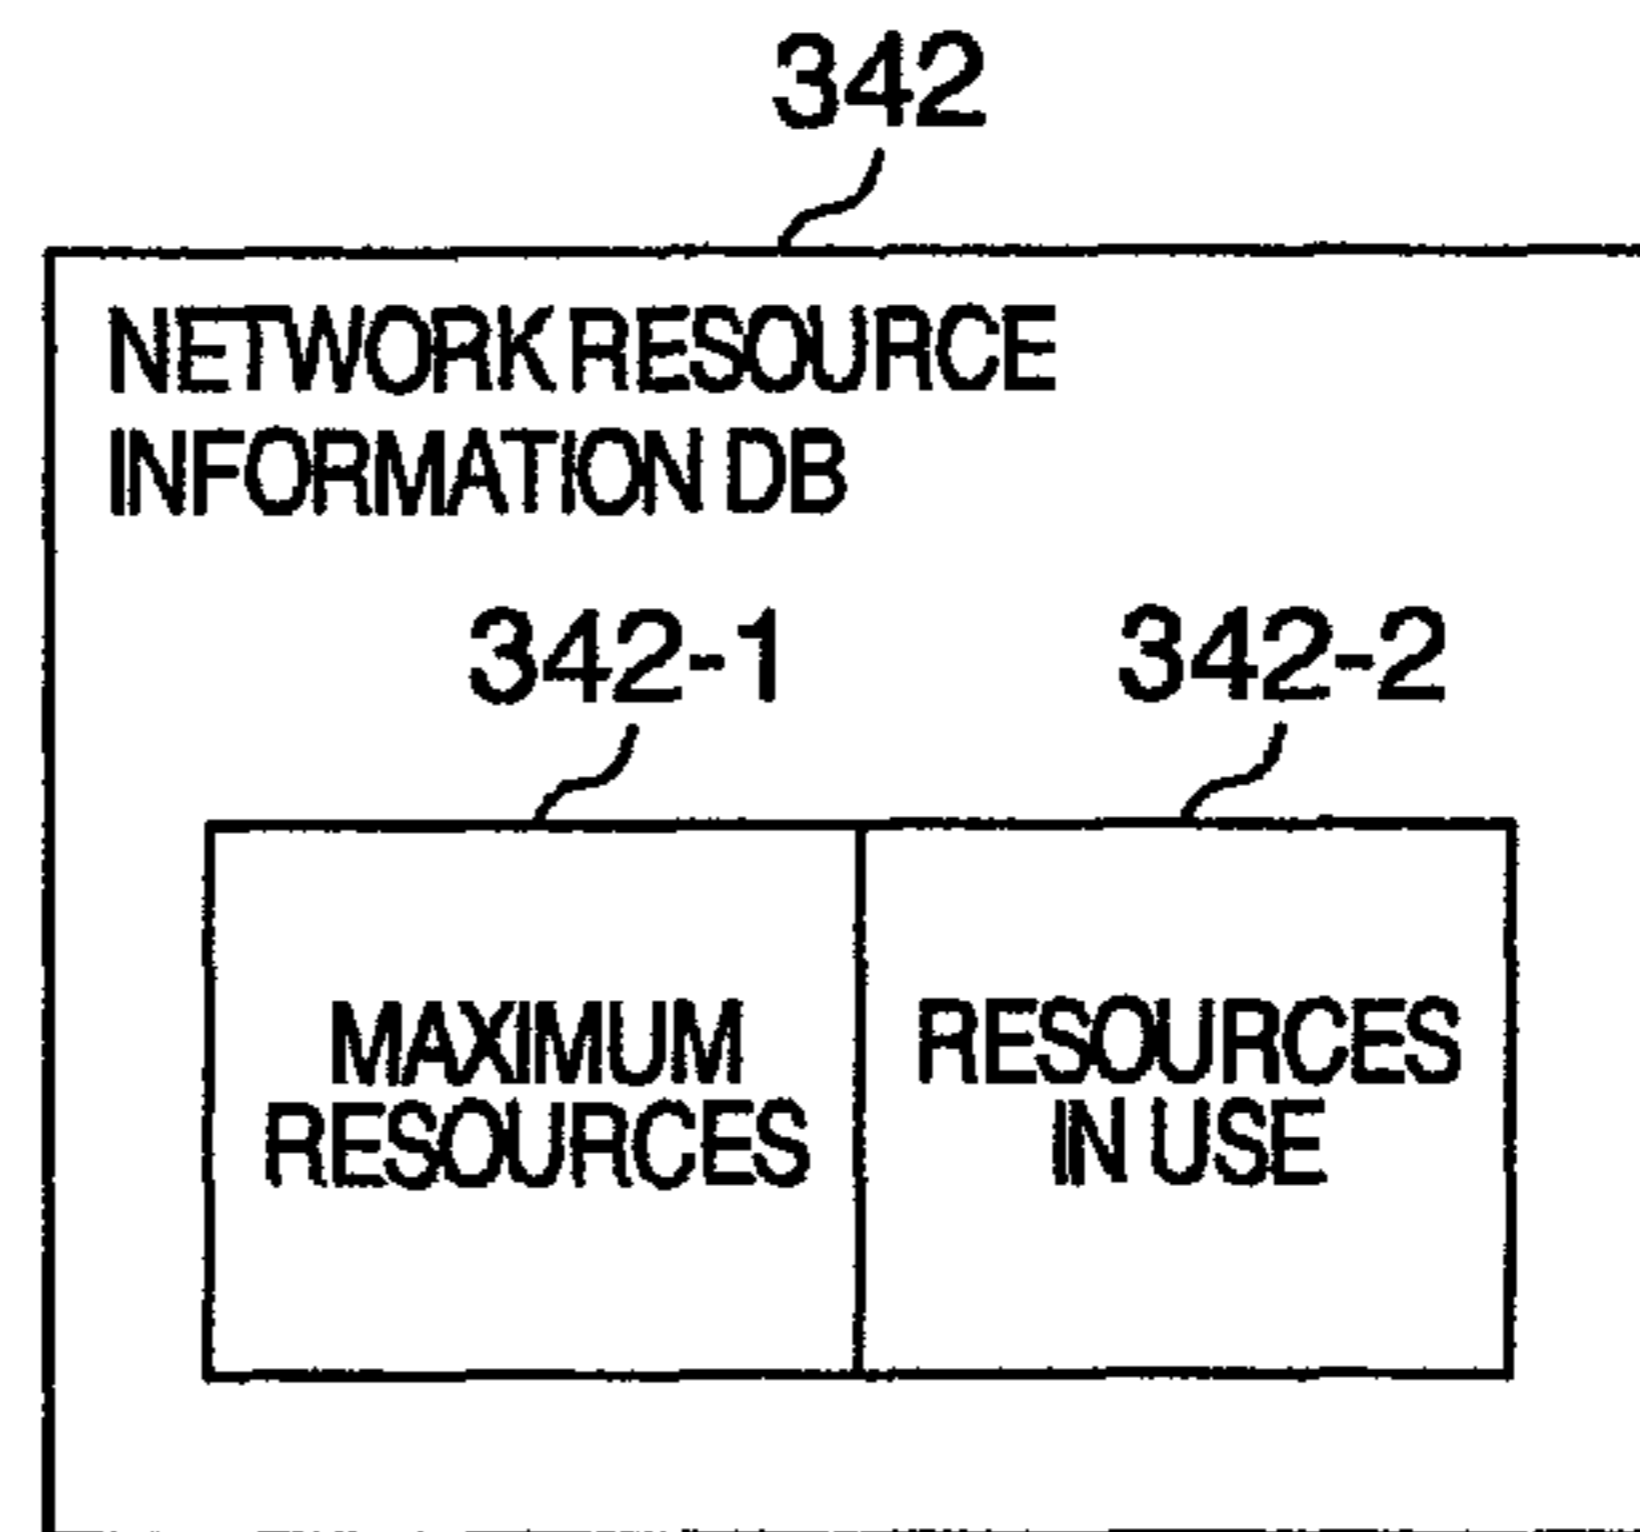 342
NETWORK RESOURCE
INFORMATION DB
342-1
342-2
MAXIMUM
RESOURCES
RESOURCES
IN USE